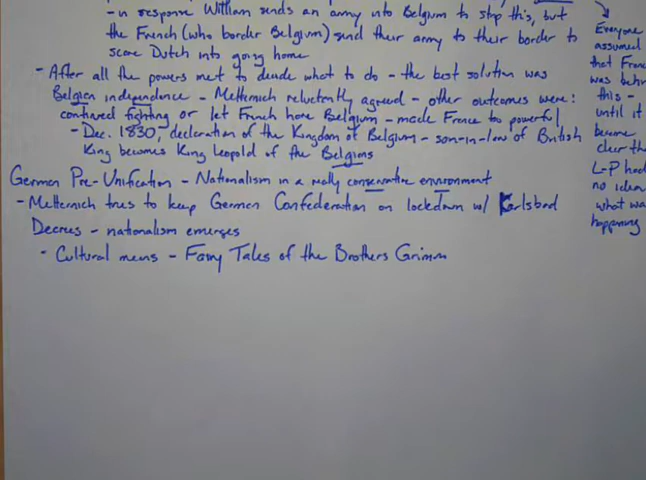 -in response William sends an army into Belgium to stop this, but
the French (who border Belgium) send their army to their border to
scare Dutch into going home
- After all the powers met to decide what to do - the best solution was
Belgian independence - Metternich reluctantly agreed - other outcomes were:
continued fighting or let French have Belgium - made France too powerful
- Dec. 1830, decleration of the Kingdom of Belgium - son-in-law of British
King becomes King Leopold of the Belgians
German Pre-Unification - Nationalism in a really conservative environment
- Metternich tries to keep German Confederation on lockdown w/ Karlsbad
Decrees - nationalism emerges
- Cultural means - Fairy Tales of the Brothers Grimm
Everyone
assumed
that France
was behind
this -
until it
became
clear that
L-P had
no idea
what was
happening